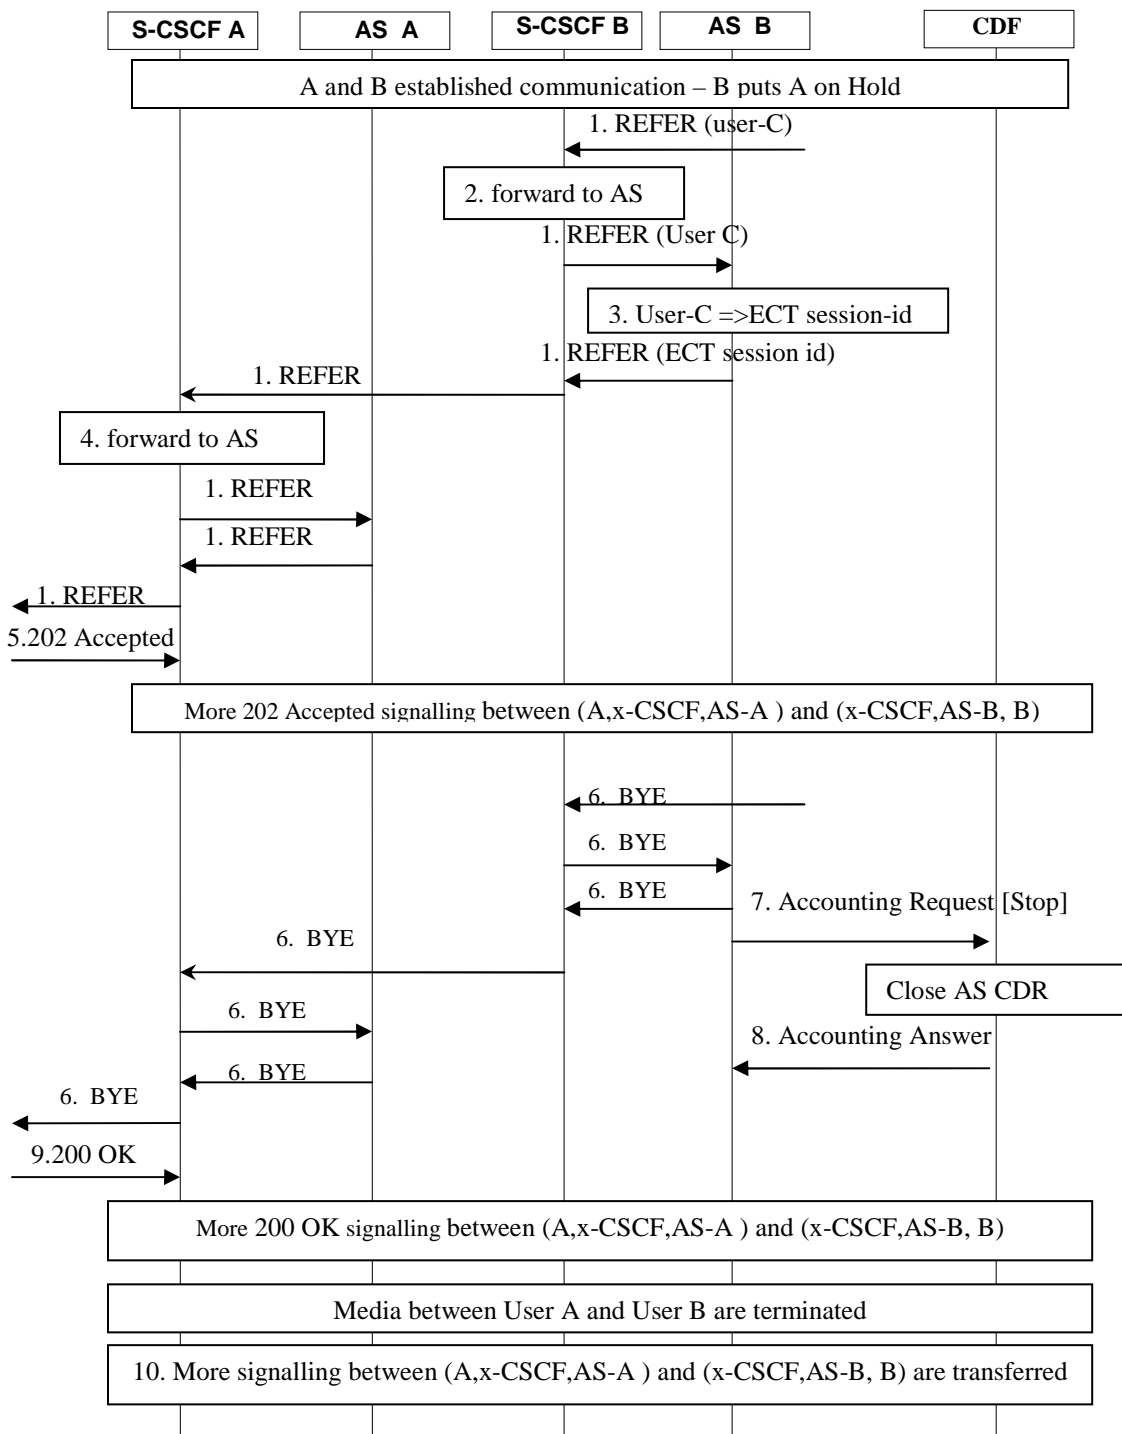 S-CSCF A
AS A
S-CSCF B
AS B
CDF
A and B established communication – B puts A on Hold
1. REFER (user-C)
2. forward to AS
1. REFER (User C)
3. User-C =>ECT session-id
1. REFER (ECT session id)
1. REFER
4. forward to AS
1. REFER
1. REFER
1. REFER
5.202 Accepted
More 202 Accepted signalling between (A,x-CSCF,AS-A ) and (x-CSCF,AS-B, B)
6. BYE
6. BYE
6. BYE
7. Accounting Request [Stop]
6. BYE
Close AS CDR
6. BYE
8. Accounting Answer
6. BYE
6. BYE
9.200 OK
More 200 OK signalling between (A,x-CSCF,AS-A ) and (x-CSCF,AS-B, B)
Media between User A and User B are terminated
10. More signalling between (A,x-CSCF,AS-A ) and (x-CSCF,AS-B, B) are transferred